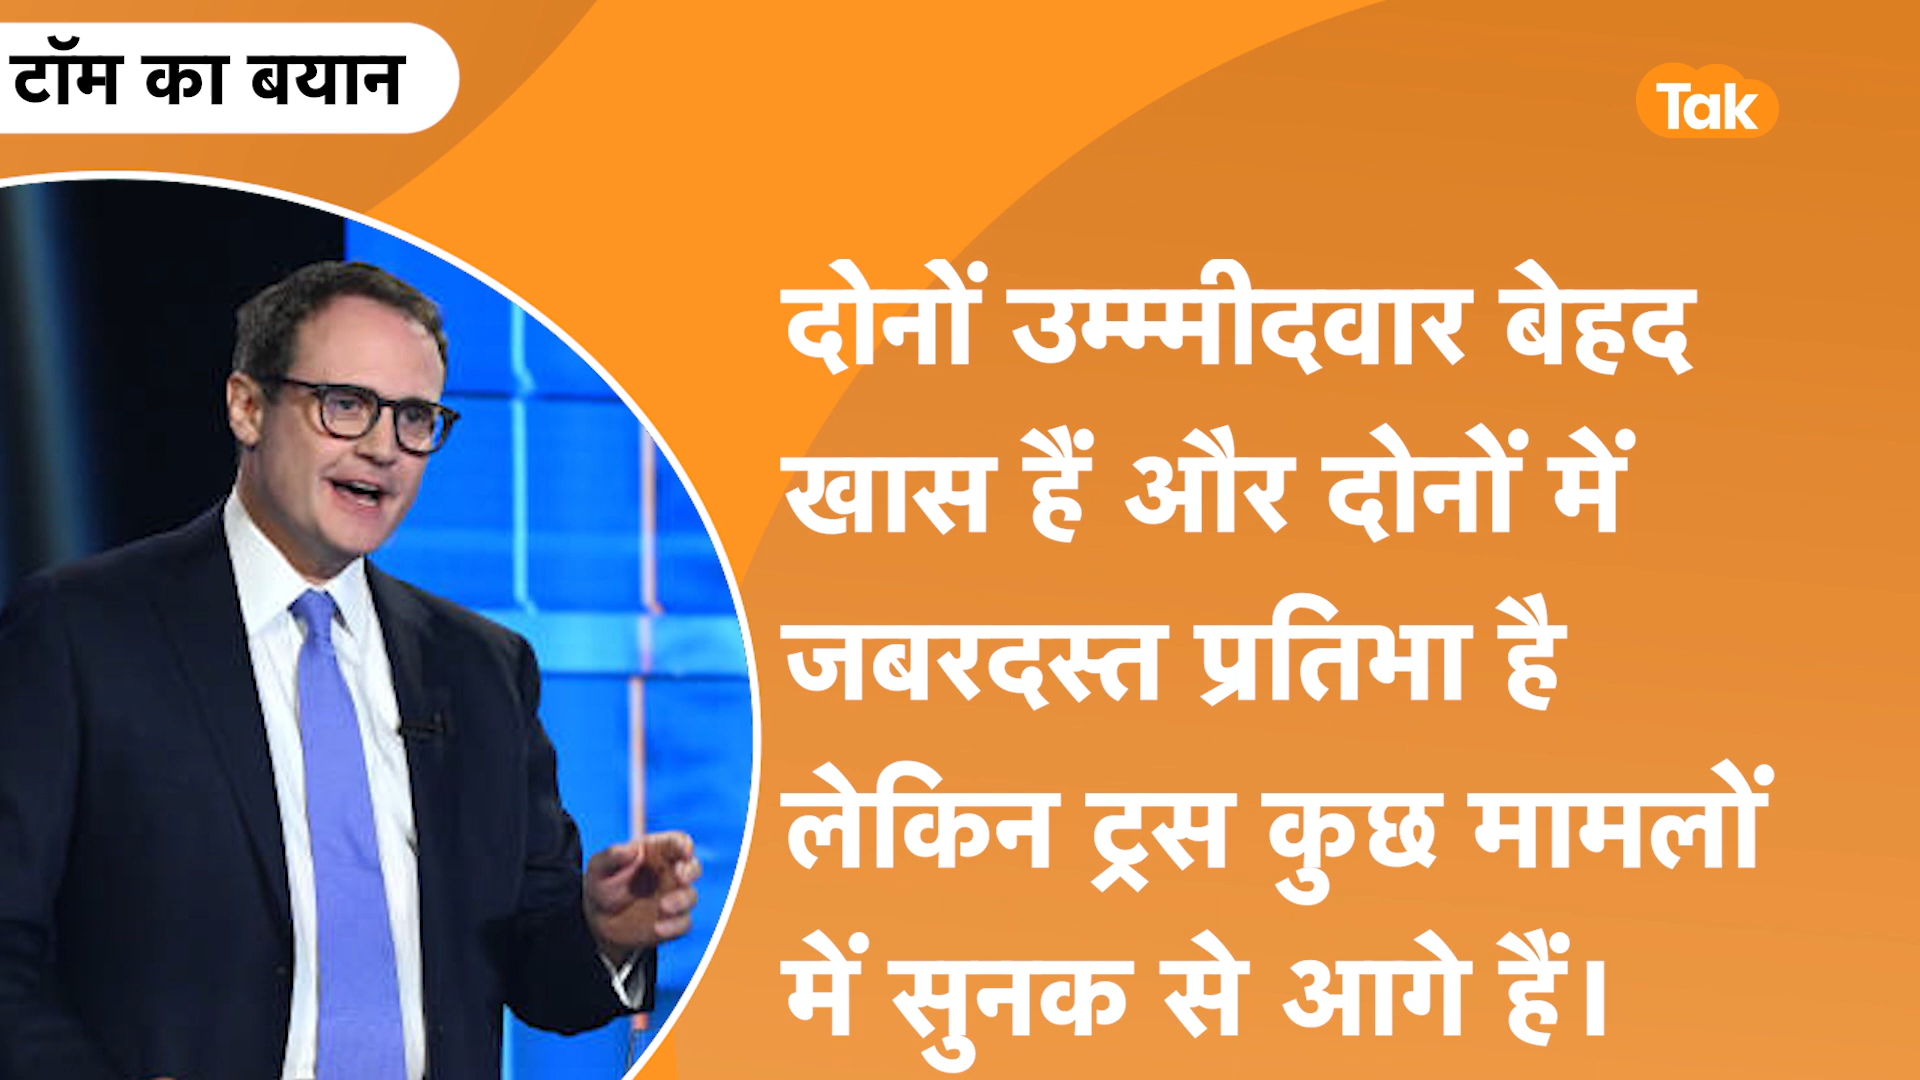 टॉम का बयान
Tak
दोनों उम्म्मीदवार बेहद
खास हैं और दोनों में
जबरदस्त प्रतिभा है
लेकिन ट्रस कुछ मामलों
में सुनक से आगे हैं।